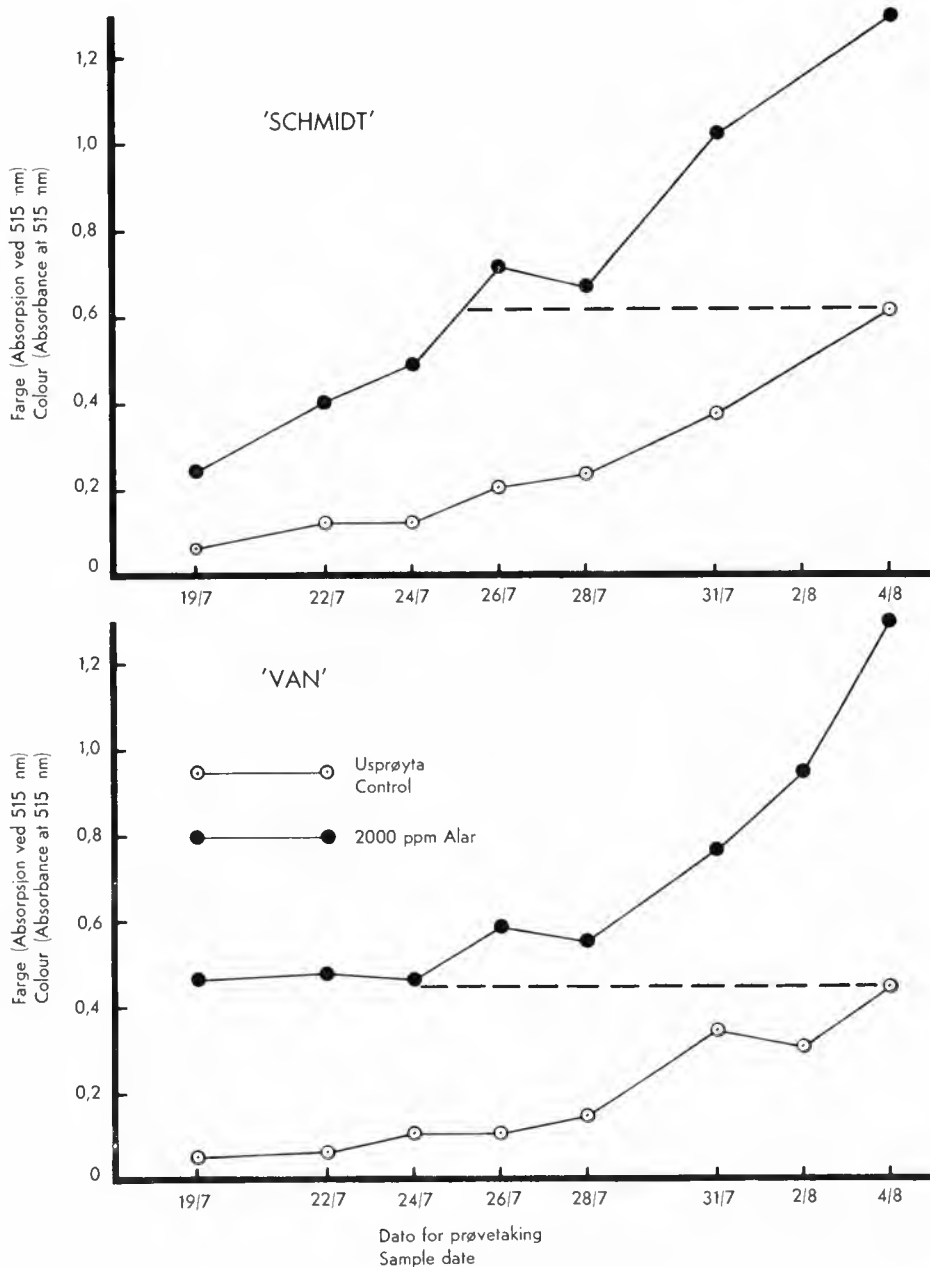 1,2
'SCHMIDT'
1,0
0,8
0,6
0,4
0,2
0
Farge (Absorpsjon ved 515 nm)
Colour (Absorbance at 515 nm)
19/7 22/7 24/7 26/7 28/7 31/7 2/8 4/8
1,2
'VAN'
1,0
0,8
0,6
0,4
0,2
0
Usprøyta
Control
2000 ppm Alar
Farge (Absorpsjon ved 515 nm)
Colour (Absorbance at 515 nm)
19/7 22/7 24/7 26/7 28/7 31/7 2/8 4/8
Dato for prøvetaking
Sample date